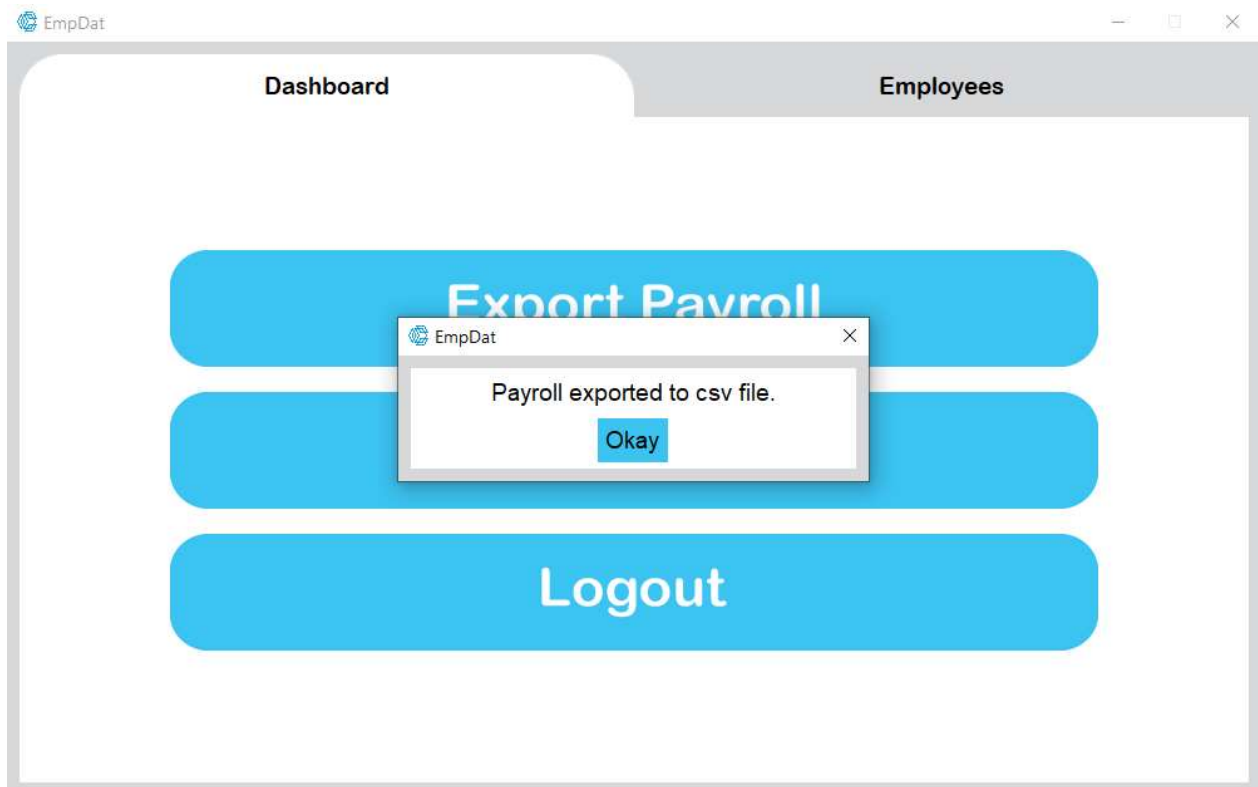 EmpDat
Dashboard
Employees
Export Payroll
EmpDat
Payroll exported to csv file.
Okay
Logout